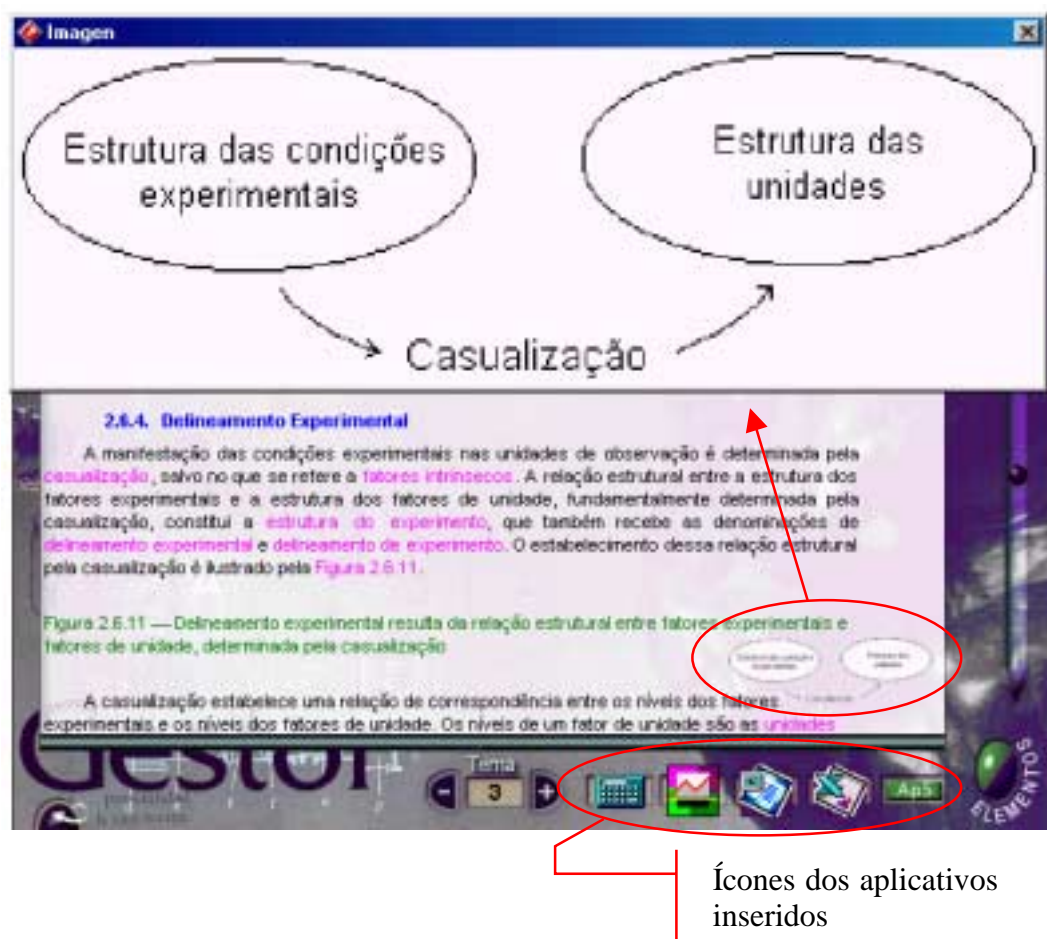 Imagen
Estrutura das condições
experimentais
Estrutura das
unidades
Casualização
2.6.4. Delineamento Experimental
A manifestação das condições experimentais nas unidades de observação é determinada pela
casualização, salvo no que se refere a fatores intrínsecos. A relação estrutural entre a estrutura dos
fatores experimentais e a estrutura dos fatores de unidade, fundamentalmente determinada pela
casualização, constitui a estrutura do experimento, que também recebe as denominações de
delineamento experimental e delineamento de experimento. O estabelecimento dessa relação estrutural
pela casualização é ilustrado pela Figura 2.6.11.
Figura 2.6.11 — Delineamento experimental resulta da relação estrutural entre fatores experimentais e
fatores de unidade, determinada pela casualização
A casualização estabelece uma relação de correspondência entre os níveis dos fatores
experimentais e os níveis dos fatores de unidade. Os níveis de um fator de unidade são as unidades
Gestor
Tema
- 3 +
ApS
ELEMENTOS
Ícones dos aplicativos
inseridos